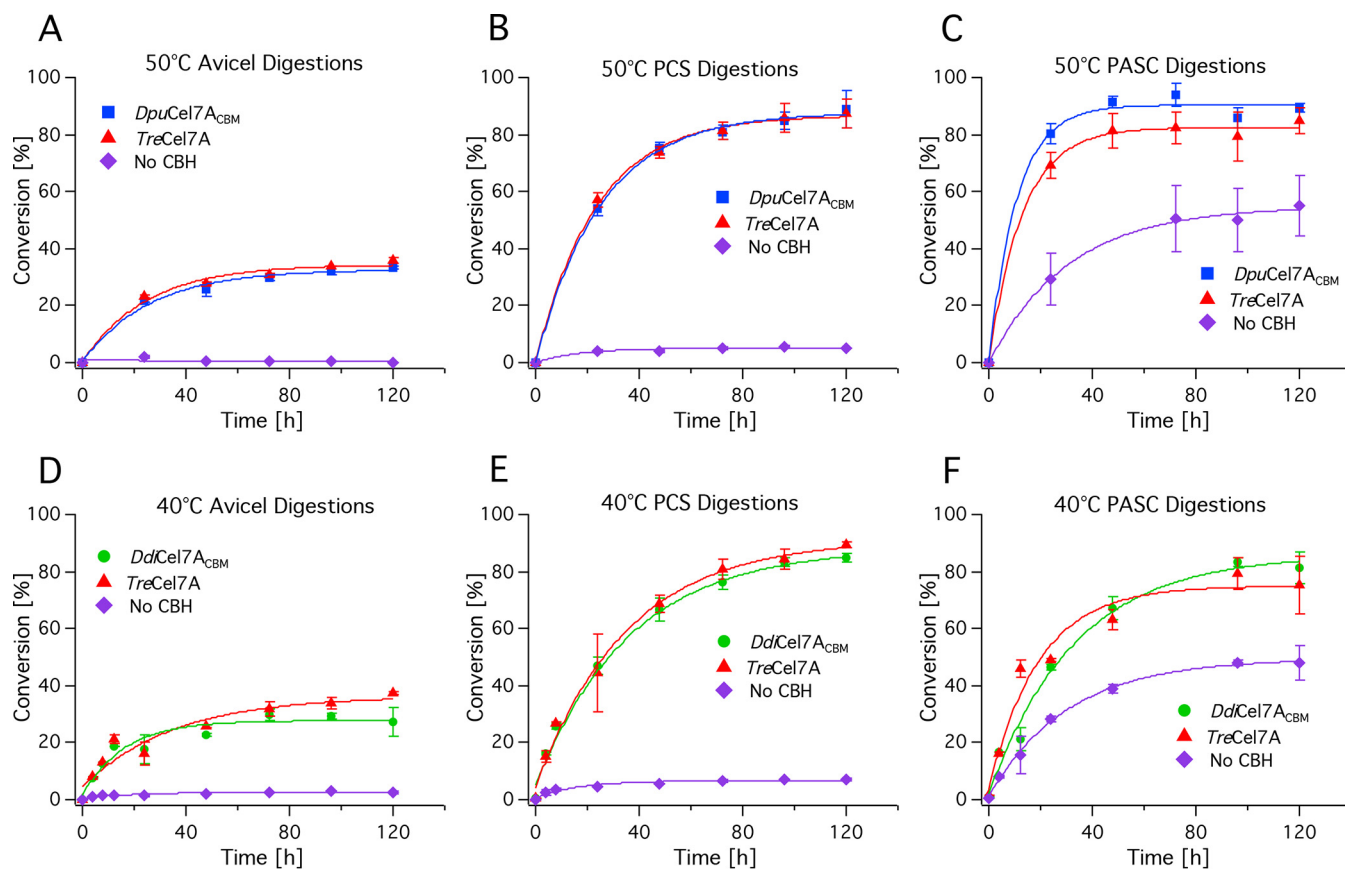 A
50°C Avicel Digestions
Conversion [%]
100
80
60
40
20
0
DpuCel7ACBM
TreCel7A
No CBH
0
40
80
120
Time [h]
B
50°C PCS Digestions
Conversion [%]
100
80
60
40
20
0
DpuCel7ACBM
TreCel7A
No CBH
0
40
80
120
Time [h]
C
50°C PASC Digestions
Conversion [%]
100
80
60
40
20
0
DpuCel7ACBM
TreCel7A
No CBH
0
40
80
120
Time [h]
D
40°C Avicel Digestions
Conversion [%]
100
80
60
40
20
0
DdiCel7ACBM
TreCel7A
No CBH
0
40
80
120
Time [h]
E
40°C PCS Digestions
Conversion [%]
100
80
60
40
20
0
DdiCel7ACBM
TreCel7A
No CBH
0
40
80
120
Time [h]
F
40°C PASC Digestions
Conversion [%]
100
80
60
40
20
0
DdiCel7ACBM
TreCel7A
No CBH
0
40
80
120
Time [h]